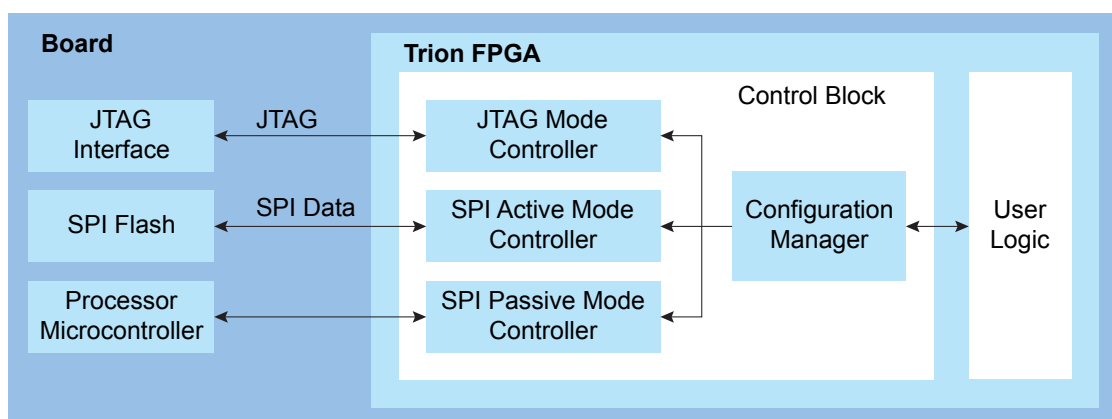 Board
Trion FPGA
Control Block
JTAG
Interface
JTAG
JTAG Mode
Controller
SPI Flash
SPI Data
SPI Active Mode
Controller
Configuration
Manager
User
Logic
Processor
Microcontroller
SPI Passive Mode
Controller